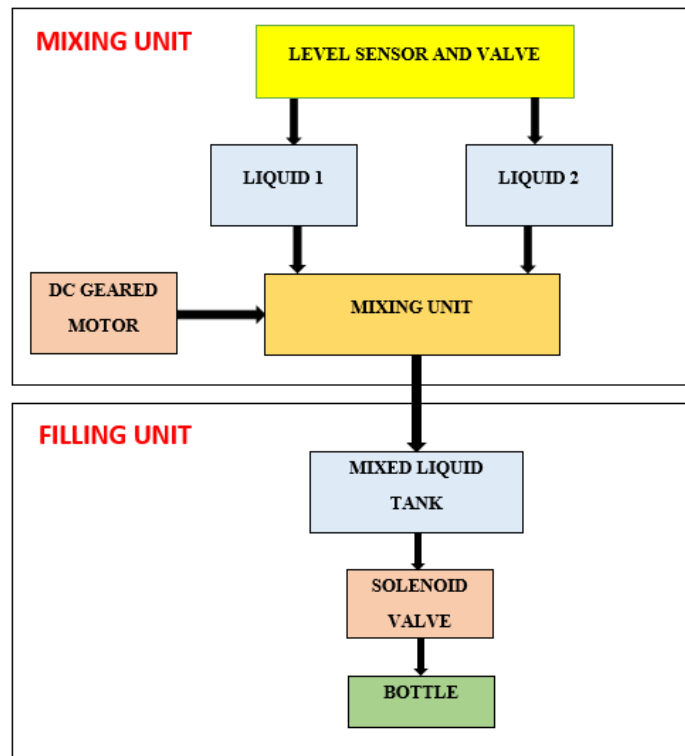 MIXING UNIT
LEVEL SENSOR AND VALVE
LIQUID 1
LIQUID 2
DC GEARED
MOTOR
MIXING UNIT
FILLING UNIT
MIXED LIQUID
TANK
SOLENOID
VALVE
BOTTLE